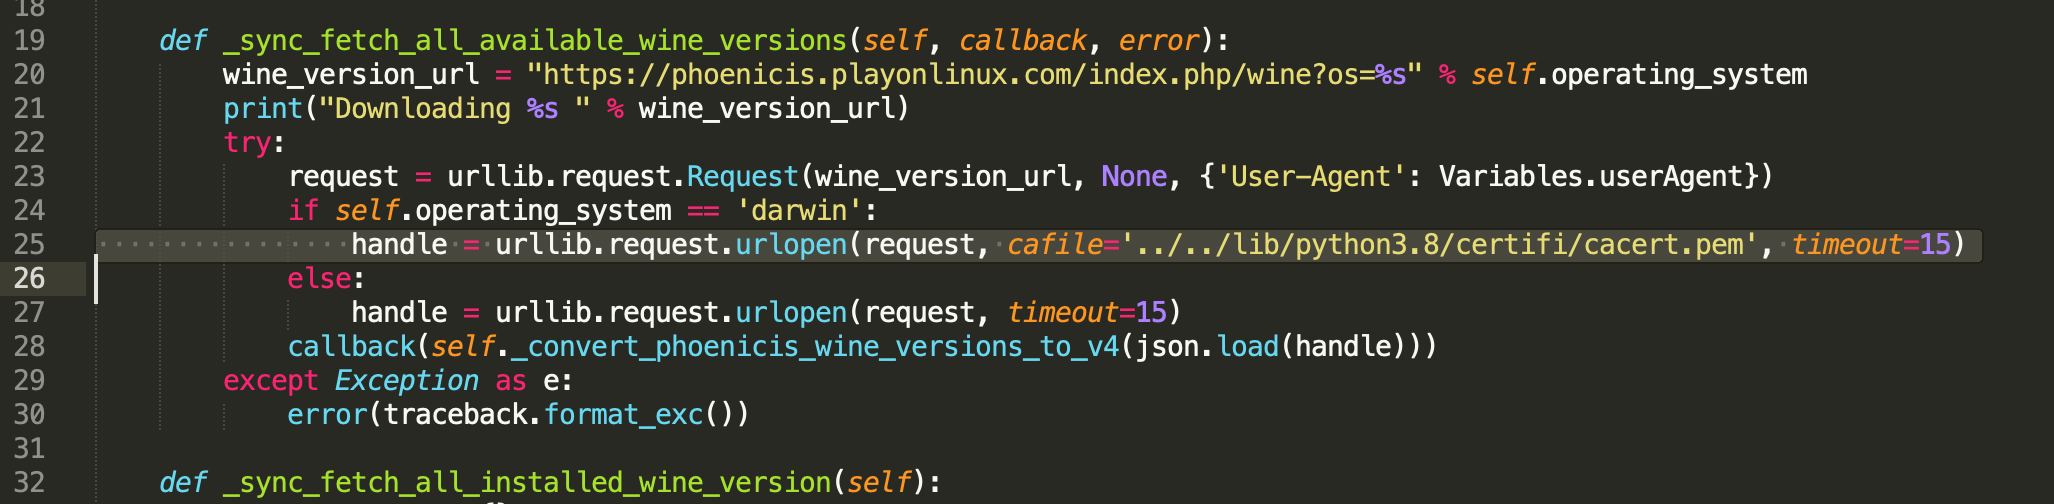 18
19 def _sync_fetch_all_available_wine_versions(self, callback, error):
20 wine_version_url = "https://phoenicis.playonlinux.com/index.php/wine?os=%s" % self.operating_system
21 print("Downloading %s " % wine_version_url)
22 try:
23 request = urllib.request.Request(wine_version_url, None, {'User-Agent': Variables.userAgent})
24 if self.operating_system == 'darwin':
25 handle = urllib.request.urlopen(request, cafile='../../lib/python3.8/certifi/cacert.pem', timeout=15)
26 else:
27 handle = urllib.request.urlopen(request, timeout=15)
28 callback(self._convert_phoenicis_wine_versions_to_v4(json.load(handle)))
29 except Exception as e:
30 error(traceback.format_exc())
31
32 def _sync_fetch_all_installed_wine_version(self):